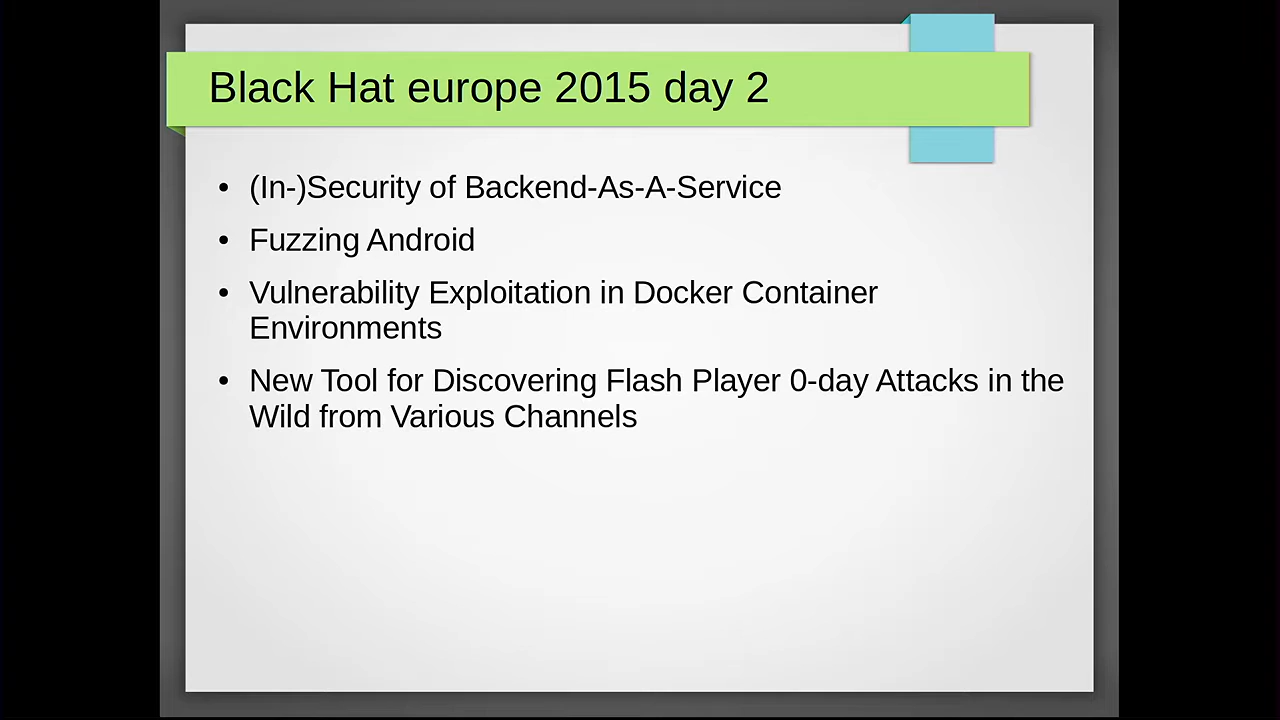 Black Hat europe 2015 day 2
• (In-)Security of Backend-As-A-Service
• Fuzzing Android
• Vulnerability Exploitation in Docker Container
Environments
• New Tool for Discovering Flash Player 0-day Attacks in the
Wild from Various Channels